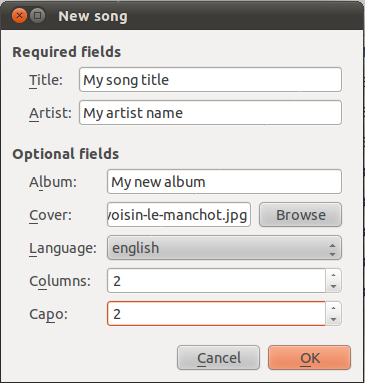 New song
Required fields
Title: My song title
Artist: My artist name
Optional fields
Album: My new album
Cover: voisin-le-manchot.jpg Browse
Language: english
Columns: 2
Capo: 2
Cancel OK